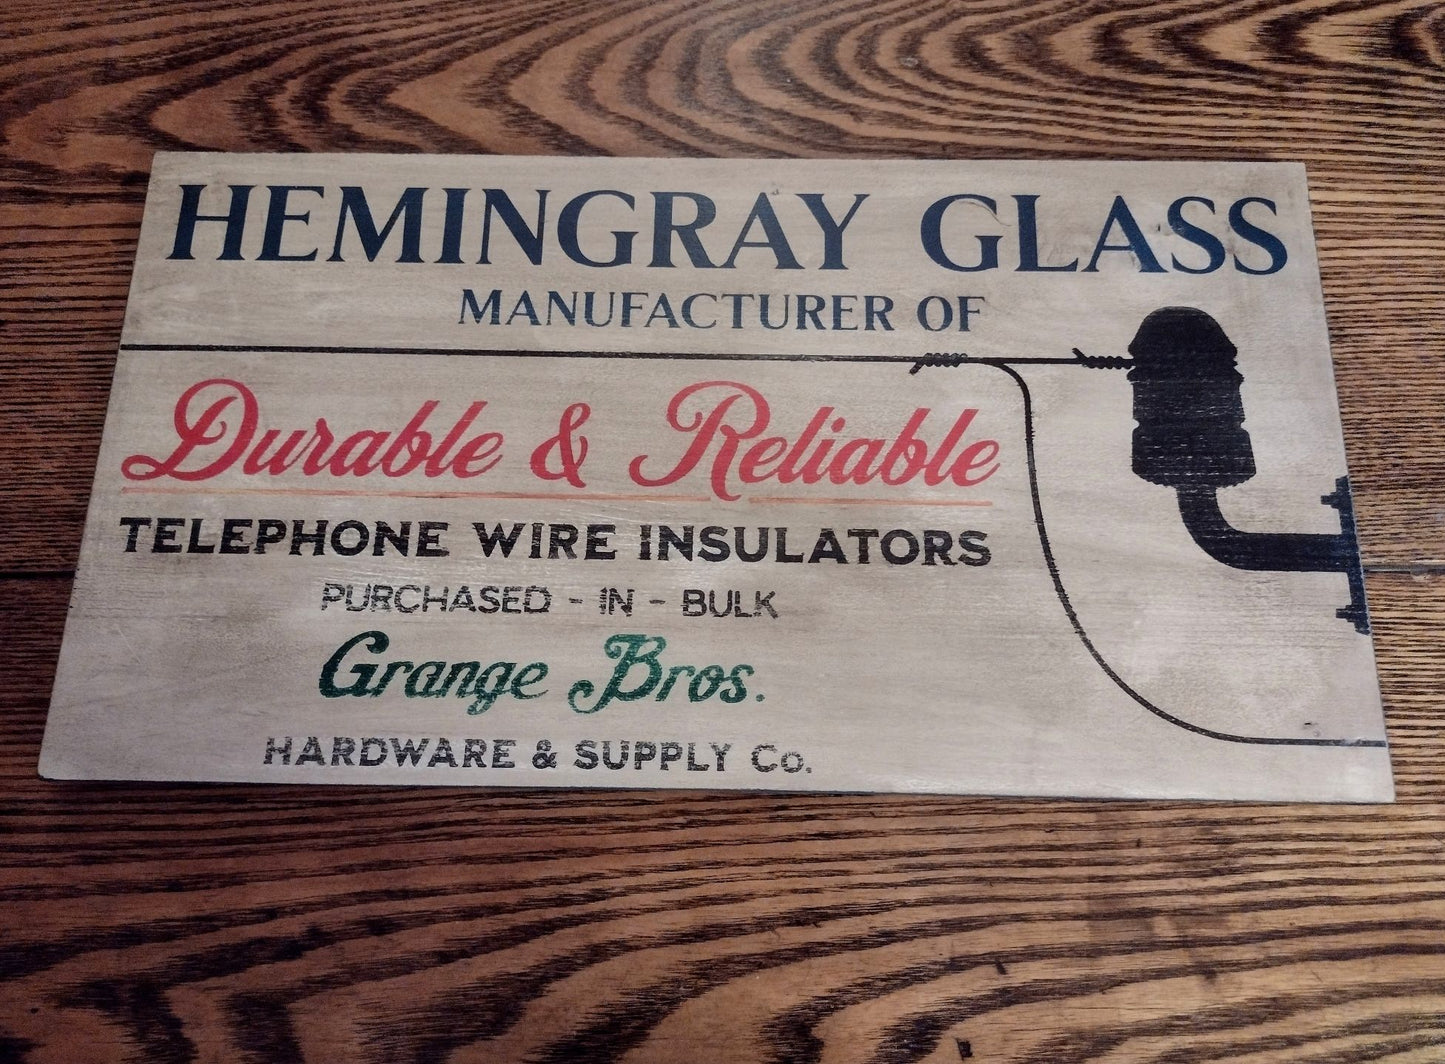 HEMINGRAY GLASS
MANUFACTURER OF
Durable & Reliable
TELEPHONE WIRE INSULATORS
PURCHASED - IN - BULK
Grange Bros.
HARDWARE & SUPPLY Co.